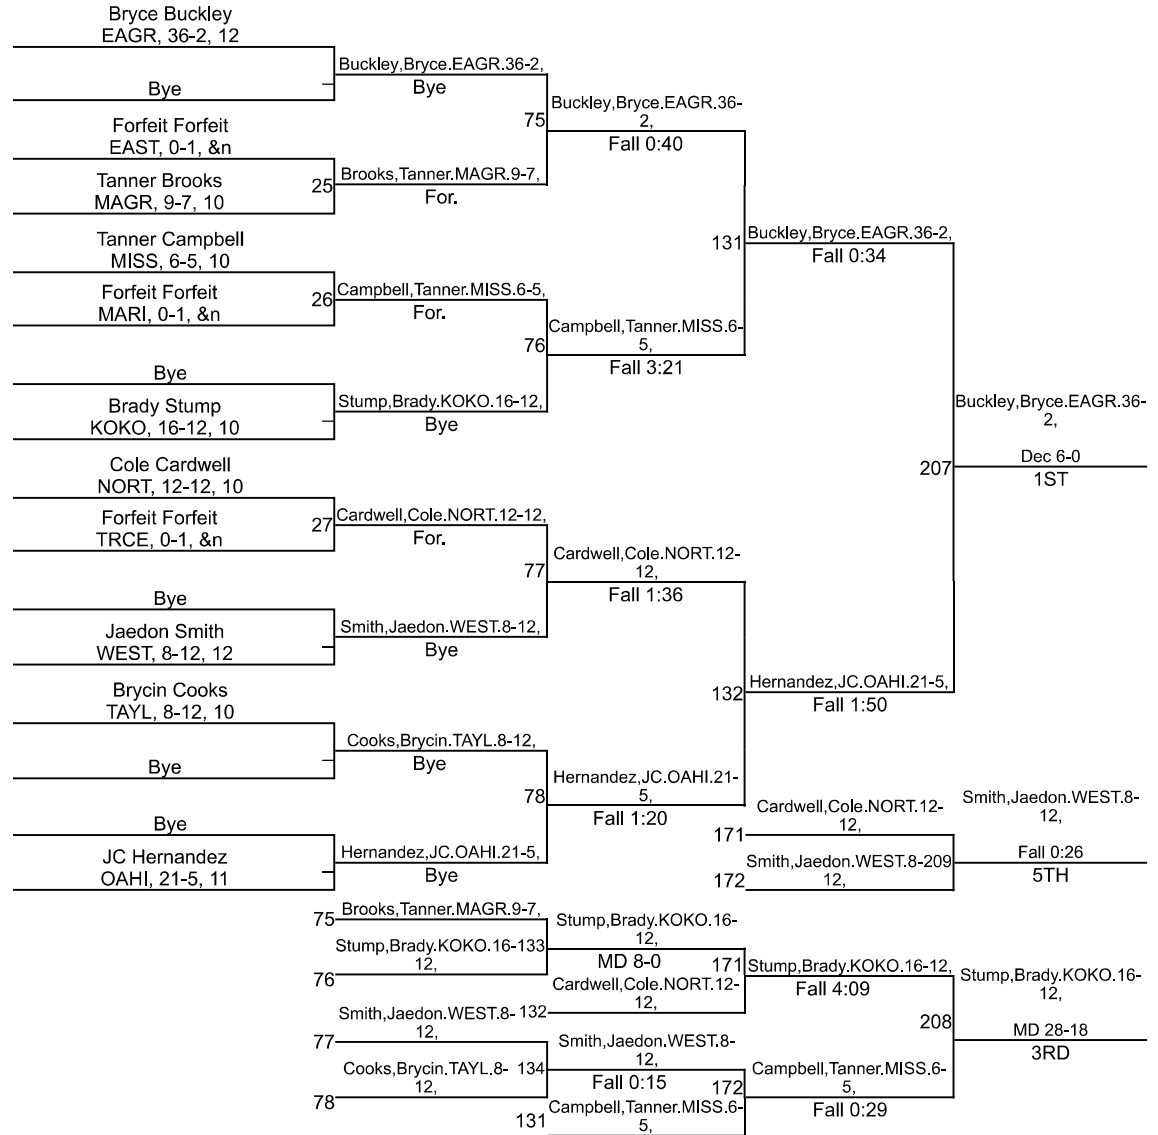 Bryce Buckley
EAGR, 36-2, 12
Buckley,Bryce.EAGR.36-2,
Bye
Bye
Buckley,Bryce.EAGR.36-
2,
75
Fall 0:40
Forfeit Forfeit
EAST, 0-1, &n
Tanner Brooks
MAGR, 9-7, 10
25
Brooks,Tanner.MAGR.9-7,
For.
131
Buckley,Bryce.EAGR.36-2,
Fall 0:34
Tanner Campbell
MISS, 6-5, 10
Forfeit Forfeit
MARI, 0-1, &n
26
Campbell,Tanner.MISS.6-5,
For.
76
Campbell,Tanner.MISS.6-
5,
Fall 3:21
Bye
Brady Stump
KOKO, 16-12, 10
Stump,Brady.KOKO.16-12,
Bye
Buckley,Bryce.EAGR.36-
2,
207
Dec 6-0
1ST
Cole Cardwell
NORT, 12-12, 10
Forfeit Forfeit
TRCE, 0-1, &n
27
Cardwell,Cole.NORT.12-12,
For.
77
Cardwell,Cole.NORT.12-
12,
Fall 1:36
Bye
Jaedon Smith
WEST, 8-12, 12
Smith,Jaedon.WEST.8-12,
Bye
132
Hernandez,JC.OAHI.21-5,
Fall 1:50
Brycin Cooks
TAYL, 8-12, 10
Bye
Cooks,Brycin.TAYL.8-12,
Bye
78
Hernandez,JC.OAHI.21-
5,
Fall 1:20
Bye
JC Hernandez
OAHI, 21-5, 11
Hernandez,JC.OAHI.21-5,
Bye
171
Cardwell,Cole.NORT.12-
12,
172
Smith,Jaedon.WEST.8-209
12,
Smith,Jaedon.WEST.8-
12,
Fall 0:26
5TH
75
Brooks,Tanner.MAGR.9-7,
76
Stump,Brady.KOKO.16-133
12,
Stump,Brady.KOKO.16-
12,
MD 8-0
132
Cardwell,Cole.NORT.12-
12,
171
Stump,Brady.KOKO.16-12,
Fall 4:09
77
Smith,Jaedon.WEST.8-
12,
78
Cooks,Brycin.TAYL.8-
12,
134
Smith,Jaedon.WEST.8-
12,
Fall 0:15
131
Campbell,Tanner.MISS.6-
5,
172
Campbell,Tanner.MISS.6-
5,
Fall 0:29
208
Stump,Brady.KOKO.16-
12,
MD 28-18
3RD